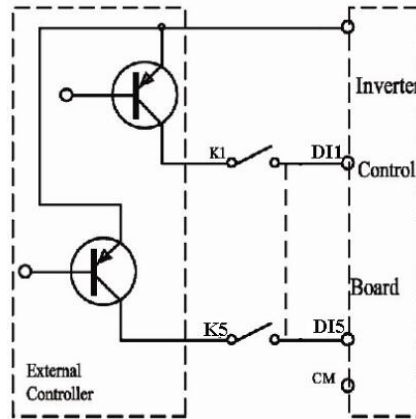 Inverter
K1 DI1
Control
Board
K5 DI5
External
Controller
CM